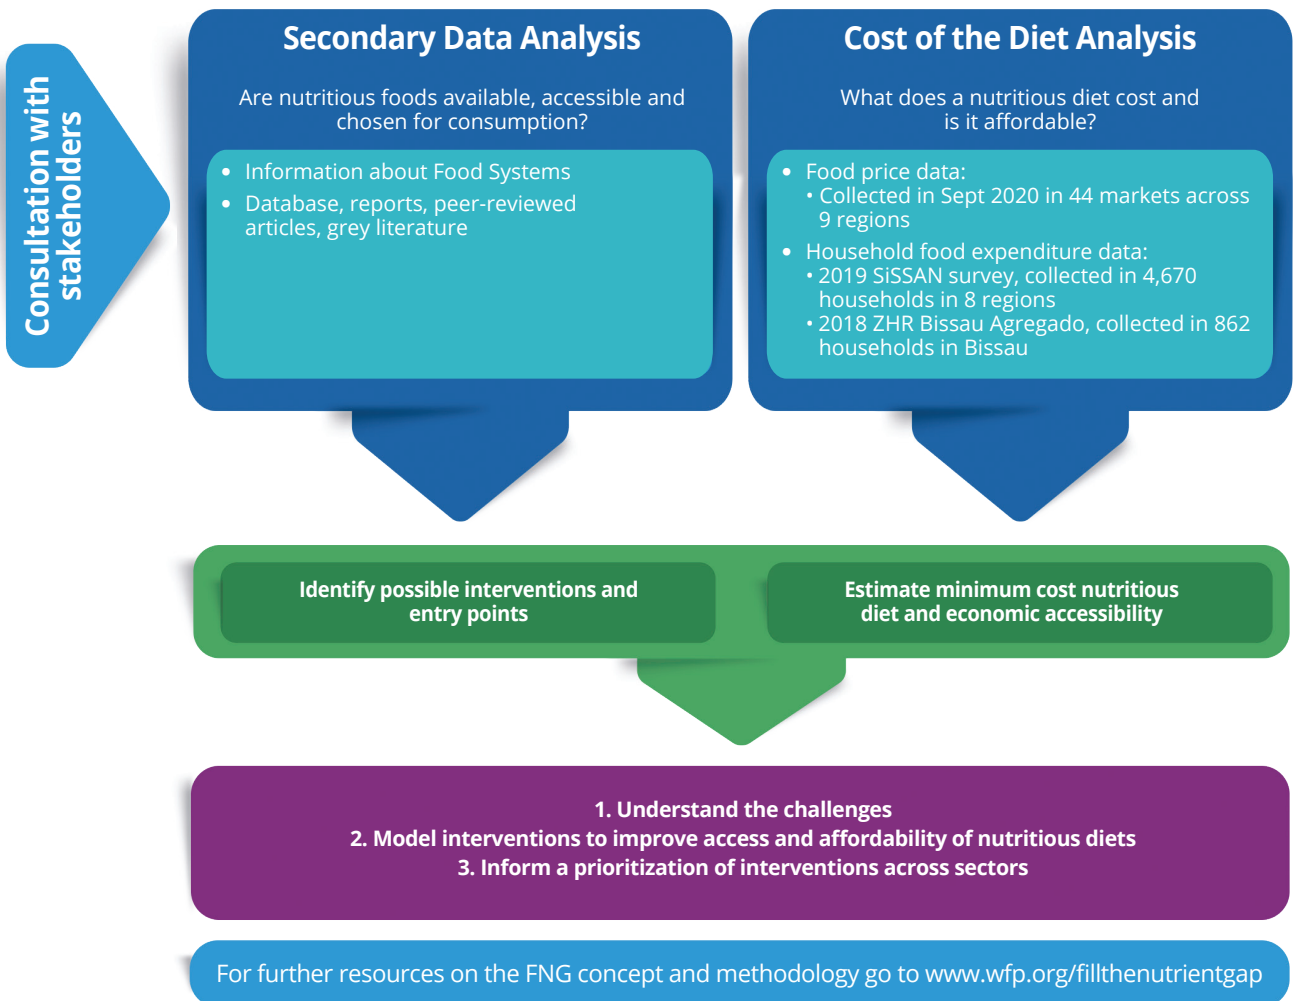 Consultation with
stakeholders
Secondary Data Analysis
Are nutritious foods available, accessible and
chosen for consumption?
• Information about Food Systems
• Database, reports, peer-reviewed
articles, grey literature
Cost of the Diet Analysis
What does a nutritious diet cost and
is it affordable?
• Food price data:
• Collected in Sept 2020 in 44 markets across
9 regions
• Household food expenditure data:
• 2019 SiSSAN survey, collected in 4,670
households in 8 regions
• 2018 ZHR Bissau Agregado, collected in 862
households in Bissau
Identify possible interventions and
entry points
Estimate minimum cost nutritious
diet and economic accessibility
1. Understand the challenges
2. Model interventions to improve access and affordability of nutritious diets
3. Inform a prioritization of interventions across sectors
For further resources on the FNG concept and methodology go to www.wfp.org/fillthenutrientgap